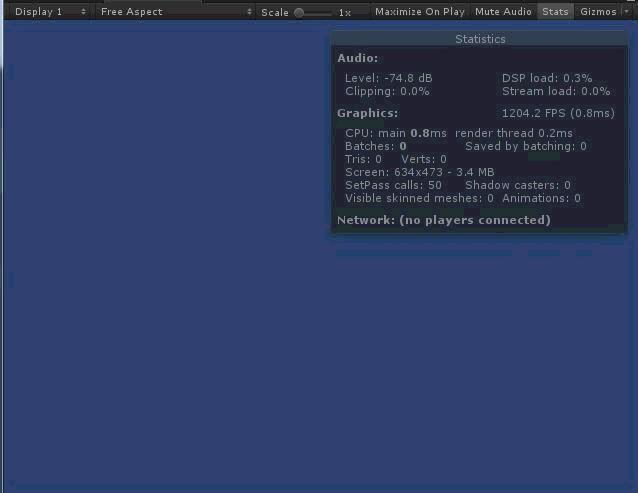 Display 1 Free Aspect Scale 1x Maximize On Play Mute Audio Stats Gizmos
Statistics
Audio:
Level: -74.8 dB DSP load: 0.3%
Clipping: 0.0% Stream load: 0.0%
Graphics: 1204.2 FPS (0.8ms)
CPU: main 0.8ms render thread 0.2ms
Batches: 0 Saved by batching: 0
Tris: 0 Verts: 0
Screen: 634x473 - 3.4 MB
SetPass calls: 50 Shadow casters: 0
Visible skinned meshes: 0 Animations: 0
Network: (no players connected)